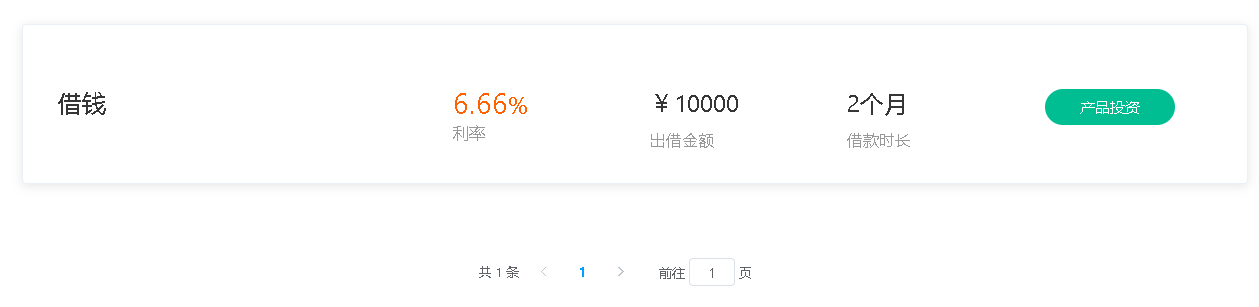 借钱
6.66%
利率
￥10000
出借金额
2个月
借款时长
产品投资
共 1 条
1
前往 1 页